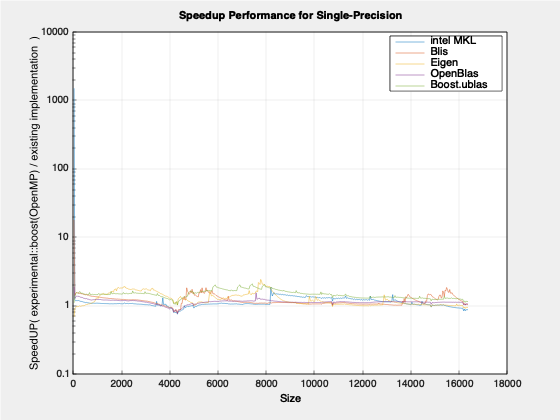 Speedup Performance for Single-Precision
SpeedUP( experimental::boost(OpenMP) / existing implementation )
10000
1000
100
10
1
0.1
intel MKL
Blis
Eigen
OpenBlas
Boost.ublas
0 2000 4000 6000 8000 10000 12000 14000 16000 18000
Size